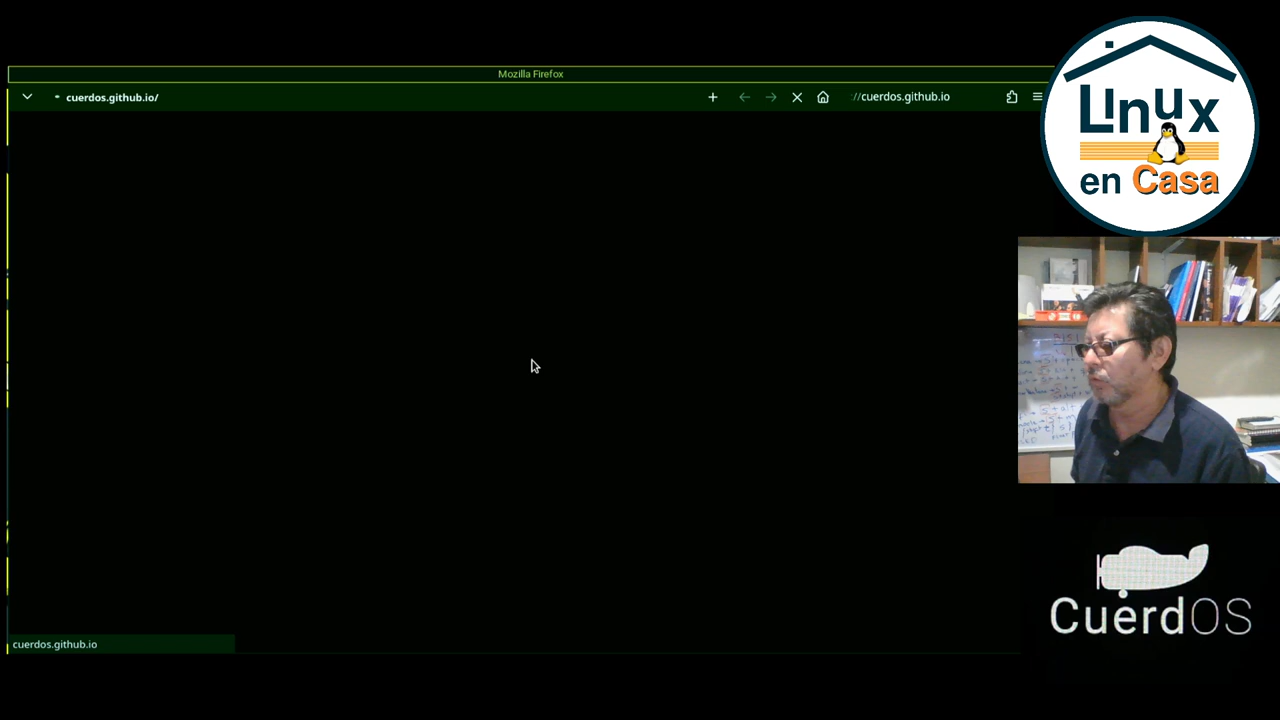 Mozilla Firefox
cuerdos.github.io/
://cuerdos.github.io
Linux
en Casa
cuerdos.github.io
CuerdOS